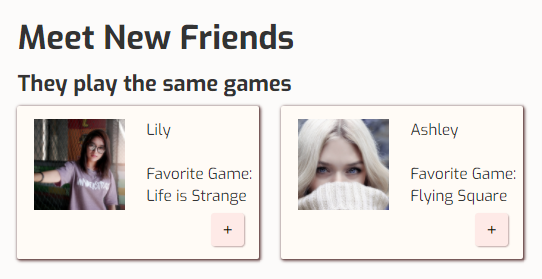 Meet New Friends
They play the same games
Lily
Favorite Game:
Life is Strange
+
Ashley
Favorite Game:
Flying Square
+